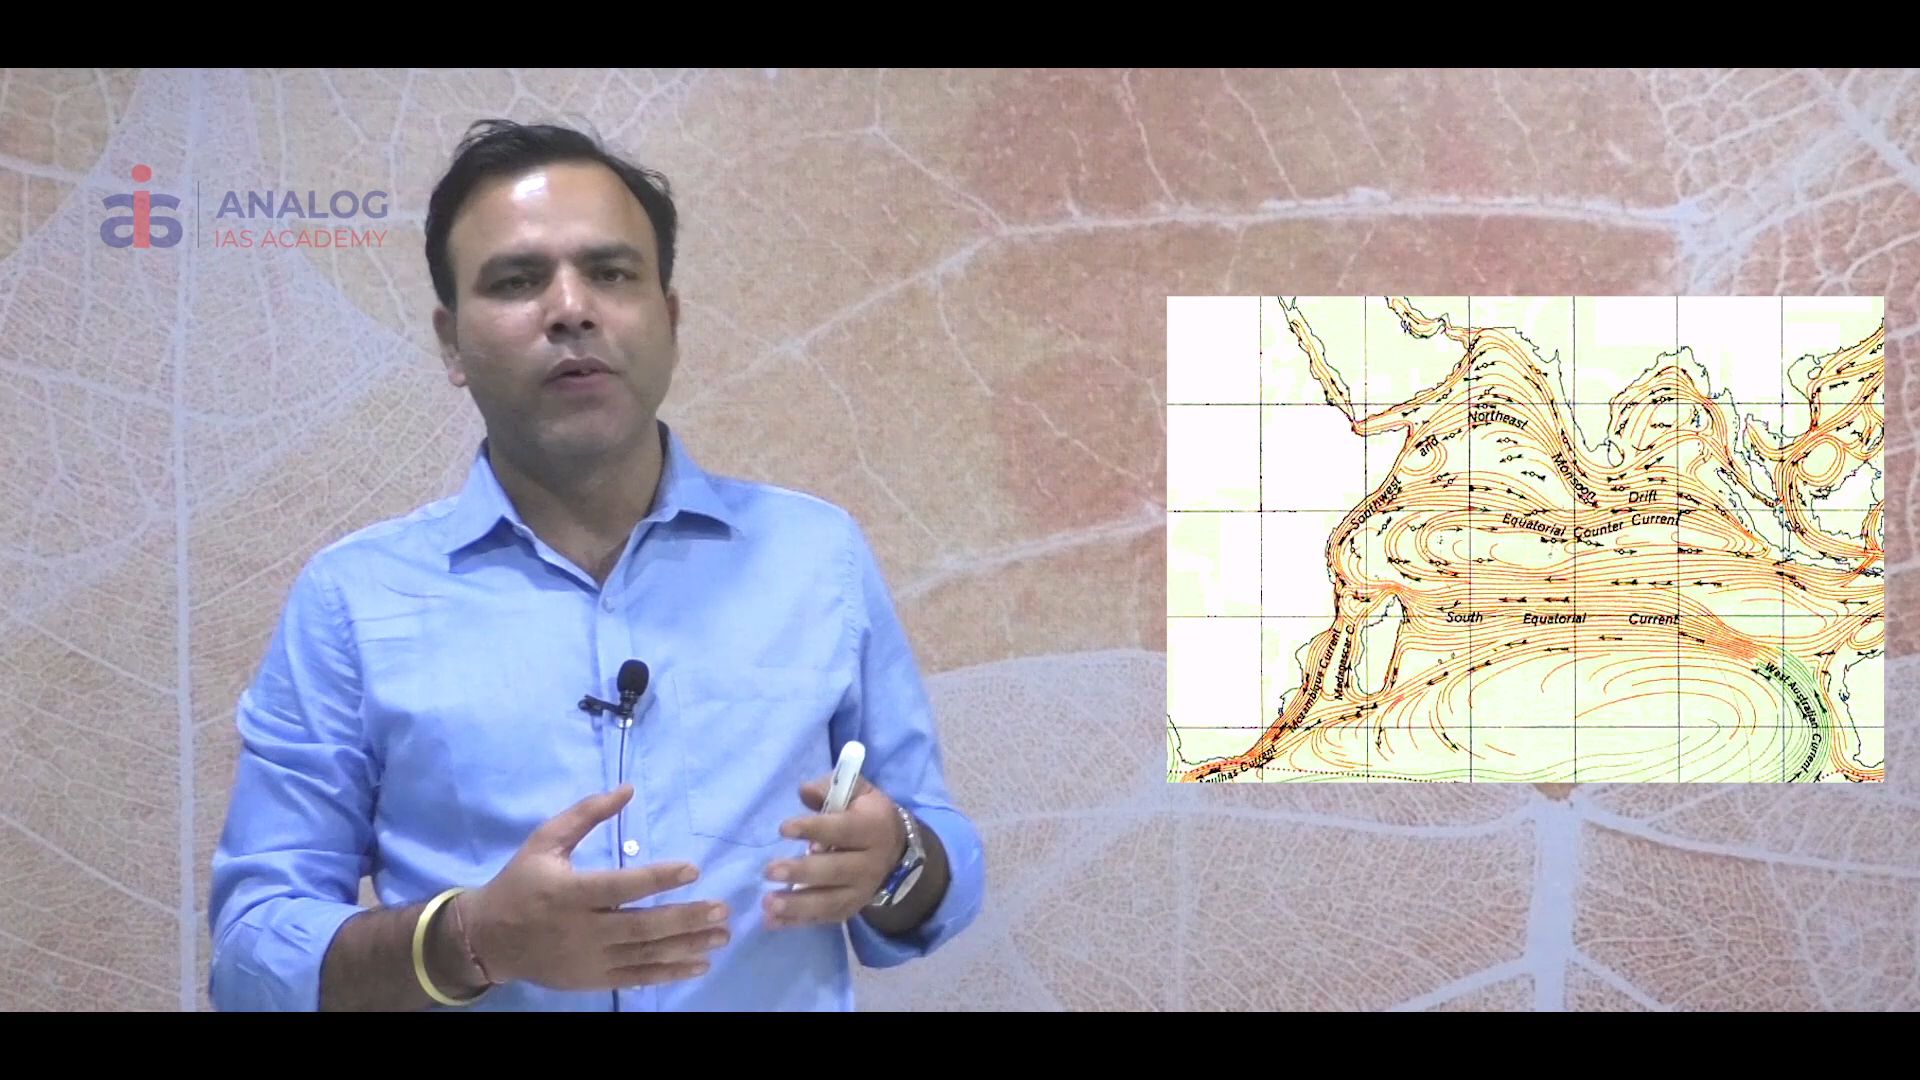 ais
ANALOG
IAS ACADEMY
Northeast
and
Southwest
Monsoon
Drift
Equatorial Counter Current
South Equatorial Current
Mozambique Current
Madagascar C.
West Australian Current
Agulhas Current